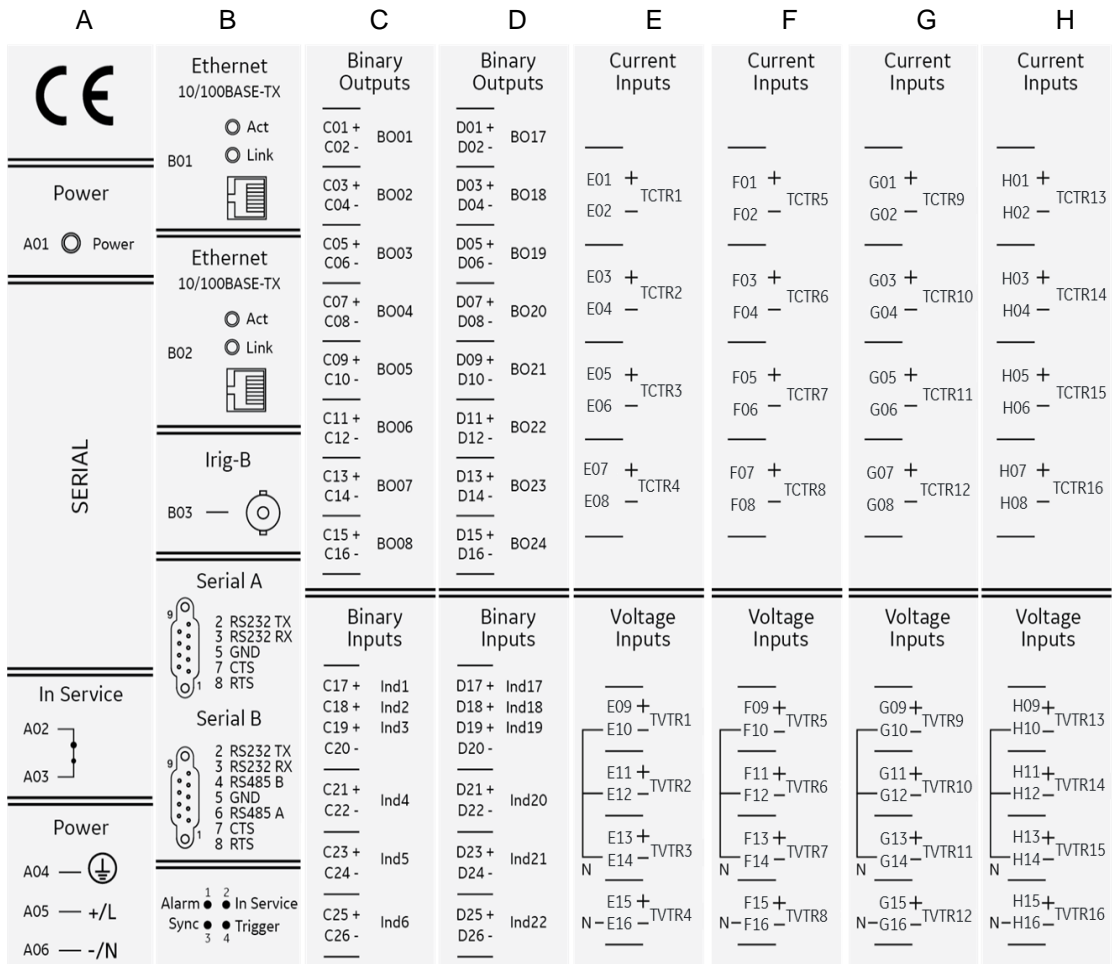 A
B
C
D
E
F
G
H
CE
Power
A01 Power
SERIAL
In Service
A02
A03
Power
A04
A05 +/L
A06 -/N
Ethernet
10/100BASE-TX
Act
B01
Link
Ethernet
10/100BASE-TX
Act
B02
Link
Irig-B
B03
Serial A
9
2 RS232 TX
3 RS232 RX
5 GND
7 CTS
8 RTS
1
Serial B
9
2 RS232 TX
3 RS232 RX
4 RS485 B
5 GND
6 RS485 A
7 CTS
8 RTS
1
1 2
Alarm In Service
Sync Trigger
3 4
Binary
Outputs
C01 +
C02 - BO01
C03 +
C04 - BO02
C05 +
C06 - BO03
C07 +
C08 - BO04
C09 +
C10 - BO05
C11 +
C12 - BO06
C13 +
C14 - BO07
C15 +
C16 - BO08
Binary
Inputs
C17 + Ind1
C18 + Ind2
C19 + Ind3
C20 -
C21 +
C22 - Ind4
C23 +
C24 - Ind5
C25 +
C26 - Ind6
Binary
Outputs
D01 +
D02 - BO17
D03 +
D04 - BO18
D05 +
D06 - BO19
D07 +
D08 - BO20
D09 +
D10 - BO21
D11 +
D12 - BO22
D13 +
D14 - BO23
D15 +
D16 - BO24
Binary
Inputs
D17 + Ind17
D18 + Ind18
D19 + Ind19
D20 -
D21 +
D22 - Ind20
D23 +
D24 - Ind21
D25 +
D26 - Ind22
Current
Inputs
E01 +
TCTR1
E02 -
E03 +
TCTR2
E04 -
E05 +
TCTR3
E06 -
E07 +
TCTR4
E08 -
Voltage
Inputs
E09 +
TVTR1
E10 -
E11 +
TVTR2
E12 -
E13 +
TVTR3
E14 -
N
E15 +
TVTR4
N E16 -
Current
Inputs
F01 +
TCTR5
F02 -
F03 +
TCTR6
F04 -
F05 +
TCTR7
F06 -
F07 +
TCTR8
F08 -
Voltage
Inputs
F09 +
TVTR5
F10 -
F11 +
TVTR6
F12 -
F13 +
TVTR7
F14 -
N
F15 +
TVTR8
N F16 -
Current
Inputs
G01 +
TCTR9
G02 -
G03 +
TCTR10
G04 -
G05 +
TCTR11
G06 -
G07 +
TCTR12
G08 -
Voltage
Inputs
G09 +
TVTR9
G10 -
G11 +
TVTR10
G12 -
G13 +
TVTR11
G14 -
N
G15 +
TVTR12
N G16 -
Current
Inputs
H01 +
TCTR13
H02 -
H03 +
TCTR14
H04 -
H05 +
TCTR15
H06 -
H07 +
TCTR16
H08 -
Voltage
Inputs
H09 +
TVTR13
H10 -
H11 +
TVTR14
H12 -
H13 +
TVTR15
H14 -
N
H15 +
TVTR16
N H16 -